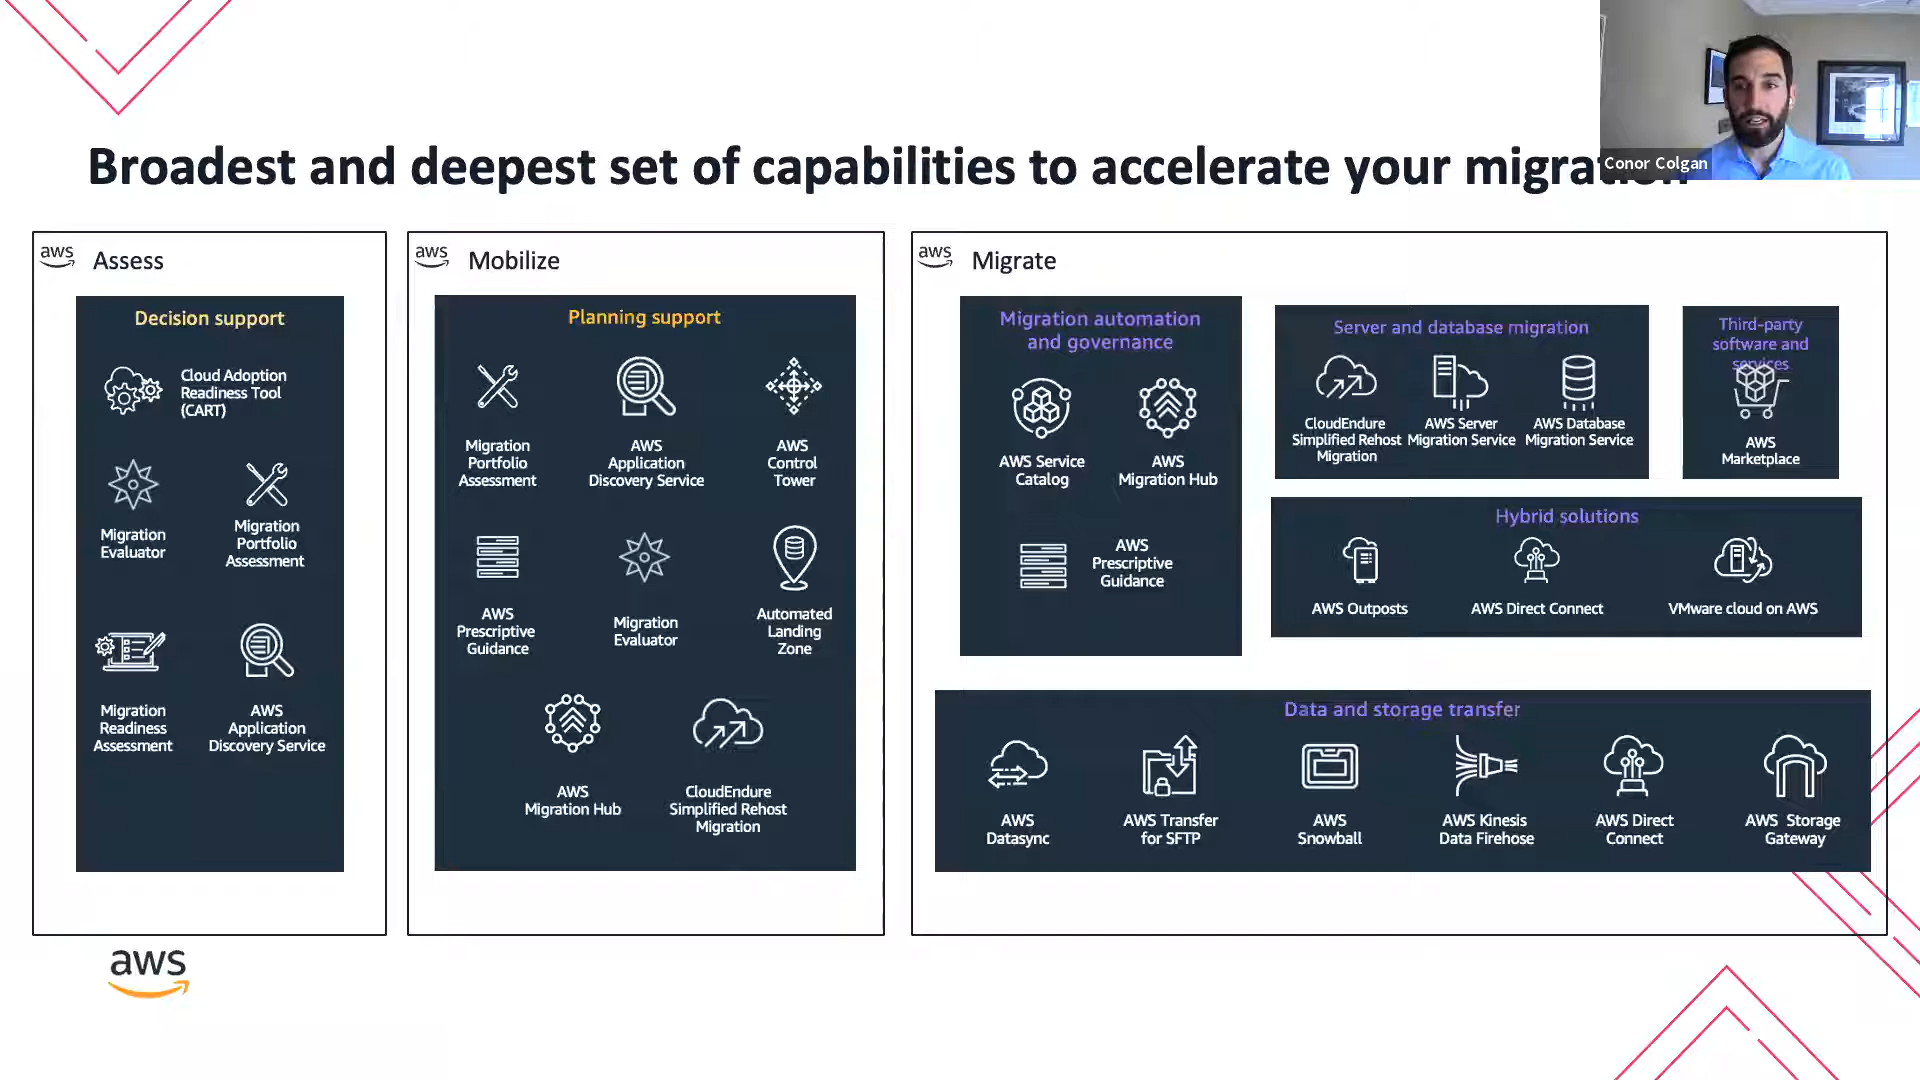 Broadest and deepest set of capabilities to accelerate your migration
Conor Colgan
aws
Assess
Decision support
Cloud Adoption
Readiness Tool
(CART)
Migration
Evaluator
Migration
Portfolio
Assessment
Migration
Readiness
Assessment
AWS
Application
Discovery Service
aws
Mobilize
Planning support
Migration
Portfolio
Assessment
AWS
Application
Discovery Service
AWS
Control
Tower
AWS
Prescriptive
Guidance
Migration
Evaluator
Automated
Landing
Zone
AWS
Migration Hub
CloudEndure
Simplified Rehost
Migration
aws
Migrate
Migration automation
and governance
AWS Service
Catalog
AWS
Migration Hub
AWS
Prescriptive
Guidance
Server and database migration
CloudEndure
Simplified Rehost
Migration
AWS Server
Migration Service
AWS Database
Migration Service
Third-party
software and
services
AWS
Marketplace
Hybrid solutions
AWS Outposts
AWS Direct Connect
VMware cloud on AWS
Data and storage transfer
AWS
Datasync
AWS Transfer
for SFTP
AWS
Snowball
AWS Kinesis
Data Firehose
AWS Direct
Connect
AWS Storage
Gateway
aws